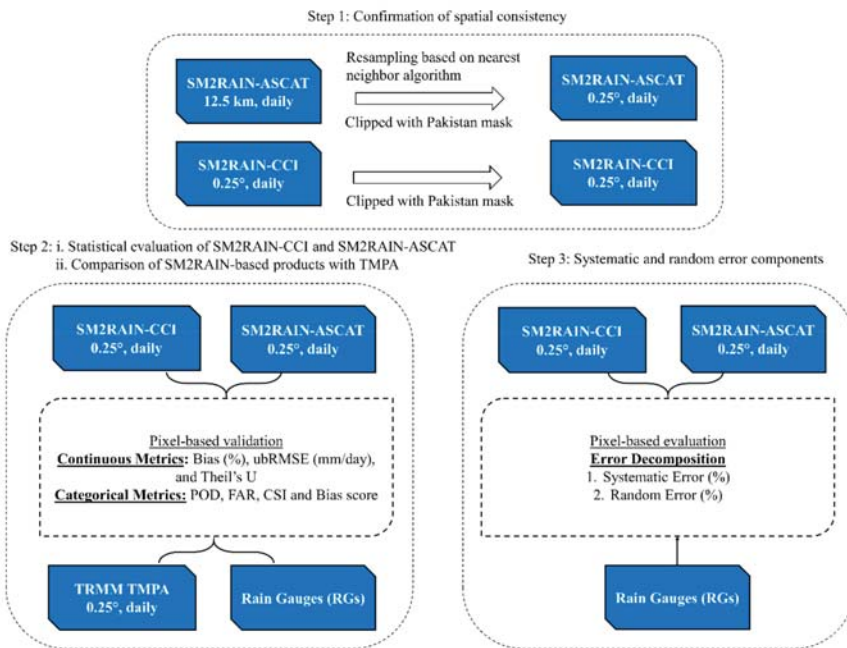 Step 1: Confirmation of spatial consistency
SM2RAIN-ASCAT
12.5 km, daily
Resampling based on nearest
neighbor algorithm
Clipped with Pakistan mask
SM2RAIN-ASCAT
0.25°, daily
SM2RAIN-CCI
0.25°, daily
Clipped with Pakistan mask
SM2RAIN-CCI
0.25°, daily
Step 2: i. Statistical evaluation of SM2RAIN-CCI and SM2RAIN-ASCAT
ii. Comparison of SM2RAIN-based products with TMPA
SM2RAIN-CCI
0.25°, daily
SM2RAIN-ASCAT
0.25°, daily
Pixel-based validation
Continuous Metrics: Bias (%), ubRMSE (mm/day),
and Theil's U
Categorical Metrics: POD, FAR, CSI and Bias score
TRMM TMPA
0.25°, daily
Rain Gauges (RGs)
Step 3: Systematic and random error components
SM2RAIN-CCI
0.25°, daily
SM2RAIN-ASCAT
0.25°, daily
Pixel-based evaluation
Error Decomposition
1. Systematic Error (%)
2. Random Error (%)
Rain Gauges (RGs)